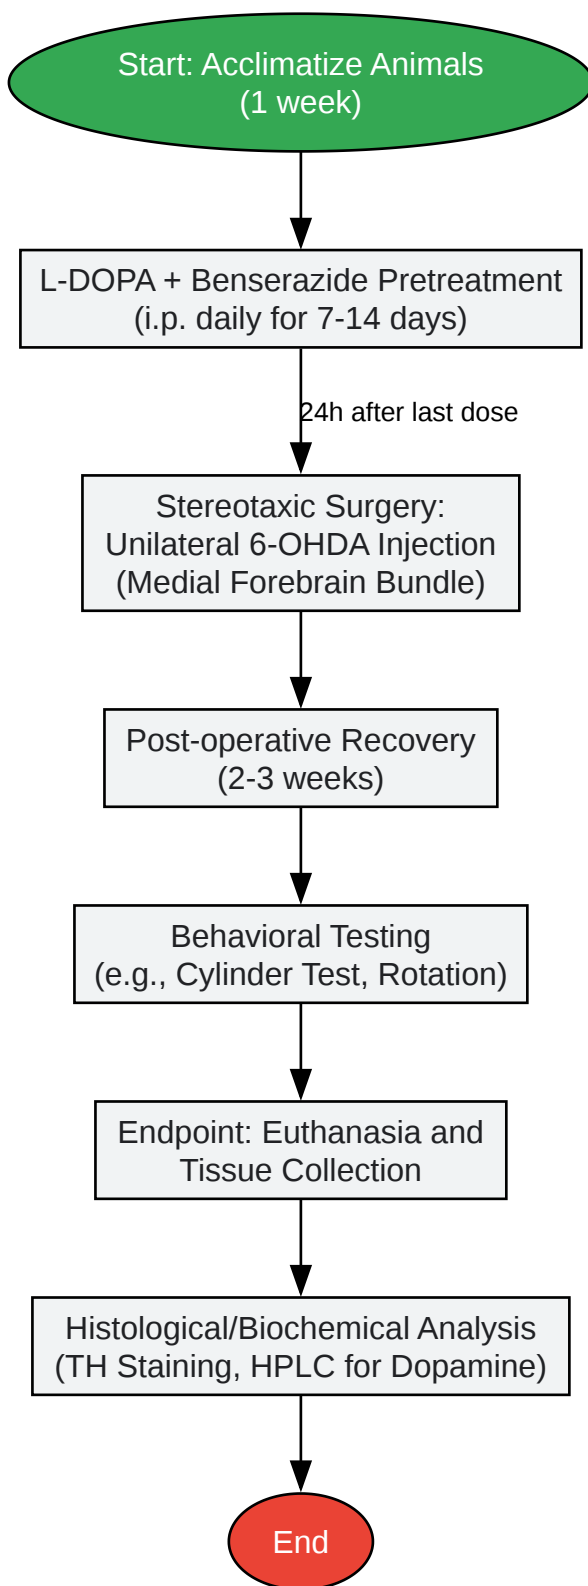 Start: Acclimatize Animals
(1 week)
L-DOPA + Benserazide Pretreatment
(i.p. daily for 7-14 days)
24h after last dose
Stereotaxic Surgery:
Unilateral 6-OHDA Injection
(Medial Forebrain Bundle)
Post-operative Recovery
(2-3 weeks)
Behavioral Testing
(e.g., Cylinder Test, Rotation)
Endpoint: Euthanasia and
Tissue Collection
Histological/Biochemical Analysis
(TH Staining, HPLC for Dopamine)
End